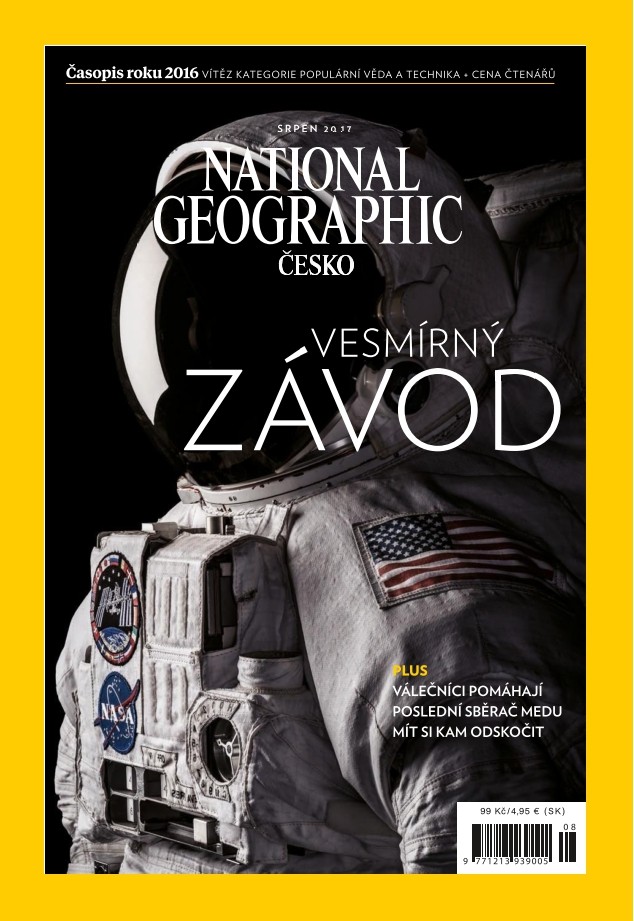 Časopis roku 2016 VÍTĚZ KATEGORIE POPULÁRNÍ VĚDA A TECHNIKA + CENA ČTENÁŘŮ
SRPEN 2017
NATIONAL
GEOGRAPHIC
ČESKO
VESMÍRNÝ
ZÁVOD
NASA
PLUS
VÁLEČNÍCI POMÁHAJÍ
POSLEDNÍ SBĚRAČ MEDU
MÍT SI KAM ODSKOČIT
99 Kč/4,95 € (SK)
08
9 771213 939005